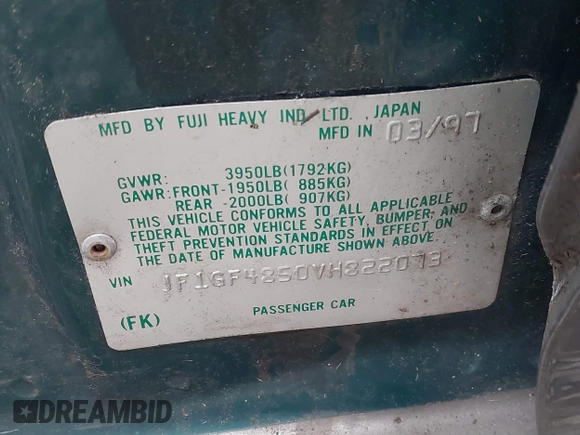 MFD BY FUJI HEAVY IND. LTD. ,JAPAN
MFD IN 03/97
GVWR: 3950LB(1792KG)
GAWR:FRONT-1950LB( 885KG)
REAR -2000LB( 907KG)
THIS VEHICLE CONFORMS TO ALL APPLICABLE
FEDERAL MOTOR VEHICLE SAFETY, BUMPER, AND
THEFT PREVENTION STANDARDS IN EFFECT ON
THE DATE OF MANUFACTURE SHOWN ABOVE.
VIN JF1GF4850VH822073
(FK) PASSENGER CAR
DREAMBID